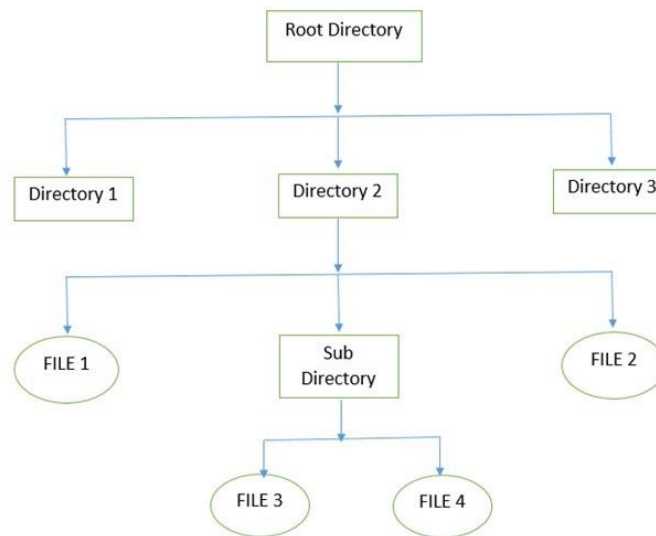 Root Directory
Directory 1
Directory 2
Directory 3
FILE 1
Sub
Directory
FILE 2
FILE 3
FILE 4